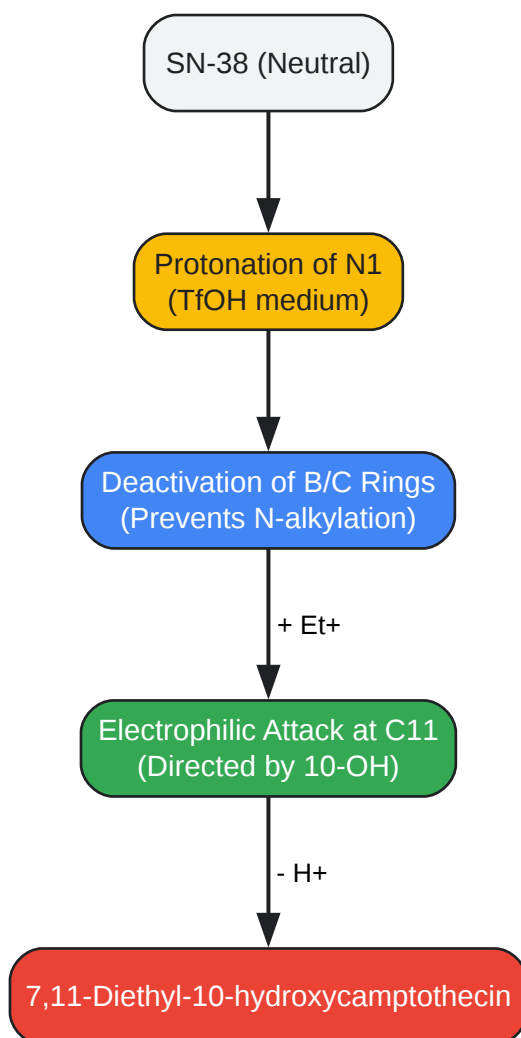 SN-38 (Neutral)
Protonation of N1
(TfOH medium)
Deactivation of B/C Rings
(Prevents N-alkylation)
+ Et+
Electrophilic Attack at C11
(Directed by 10-OH)
- H+
7,11-Diethyl-10-hydroxycamptothecin